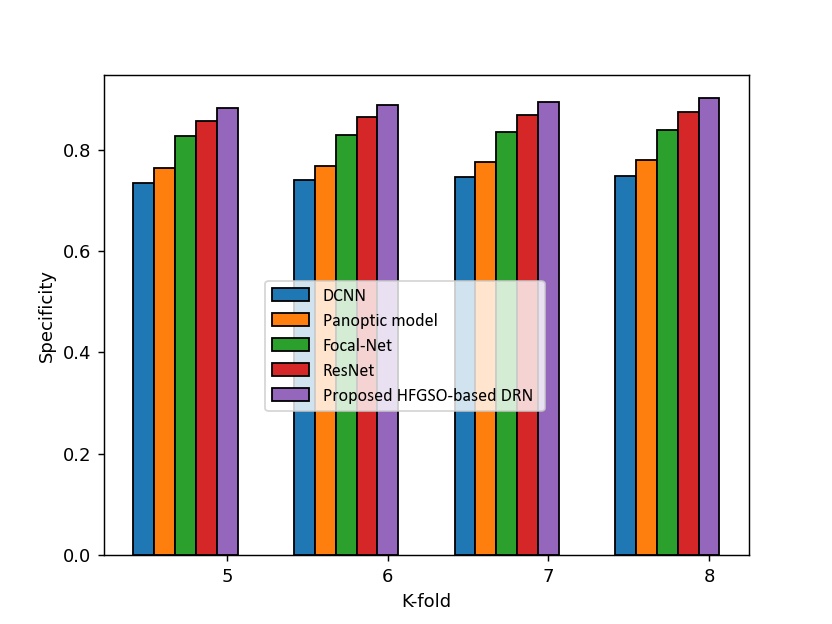 Specificity
0.8
0.6
0.4
0.2
0.0
DCNN
Panoptic model
Focal-Net
ResNet
Proposed HFGSO-based DRN
5 6 7 8
K-fold